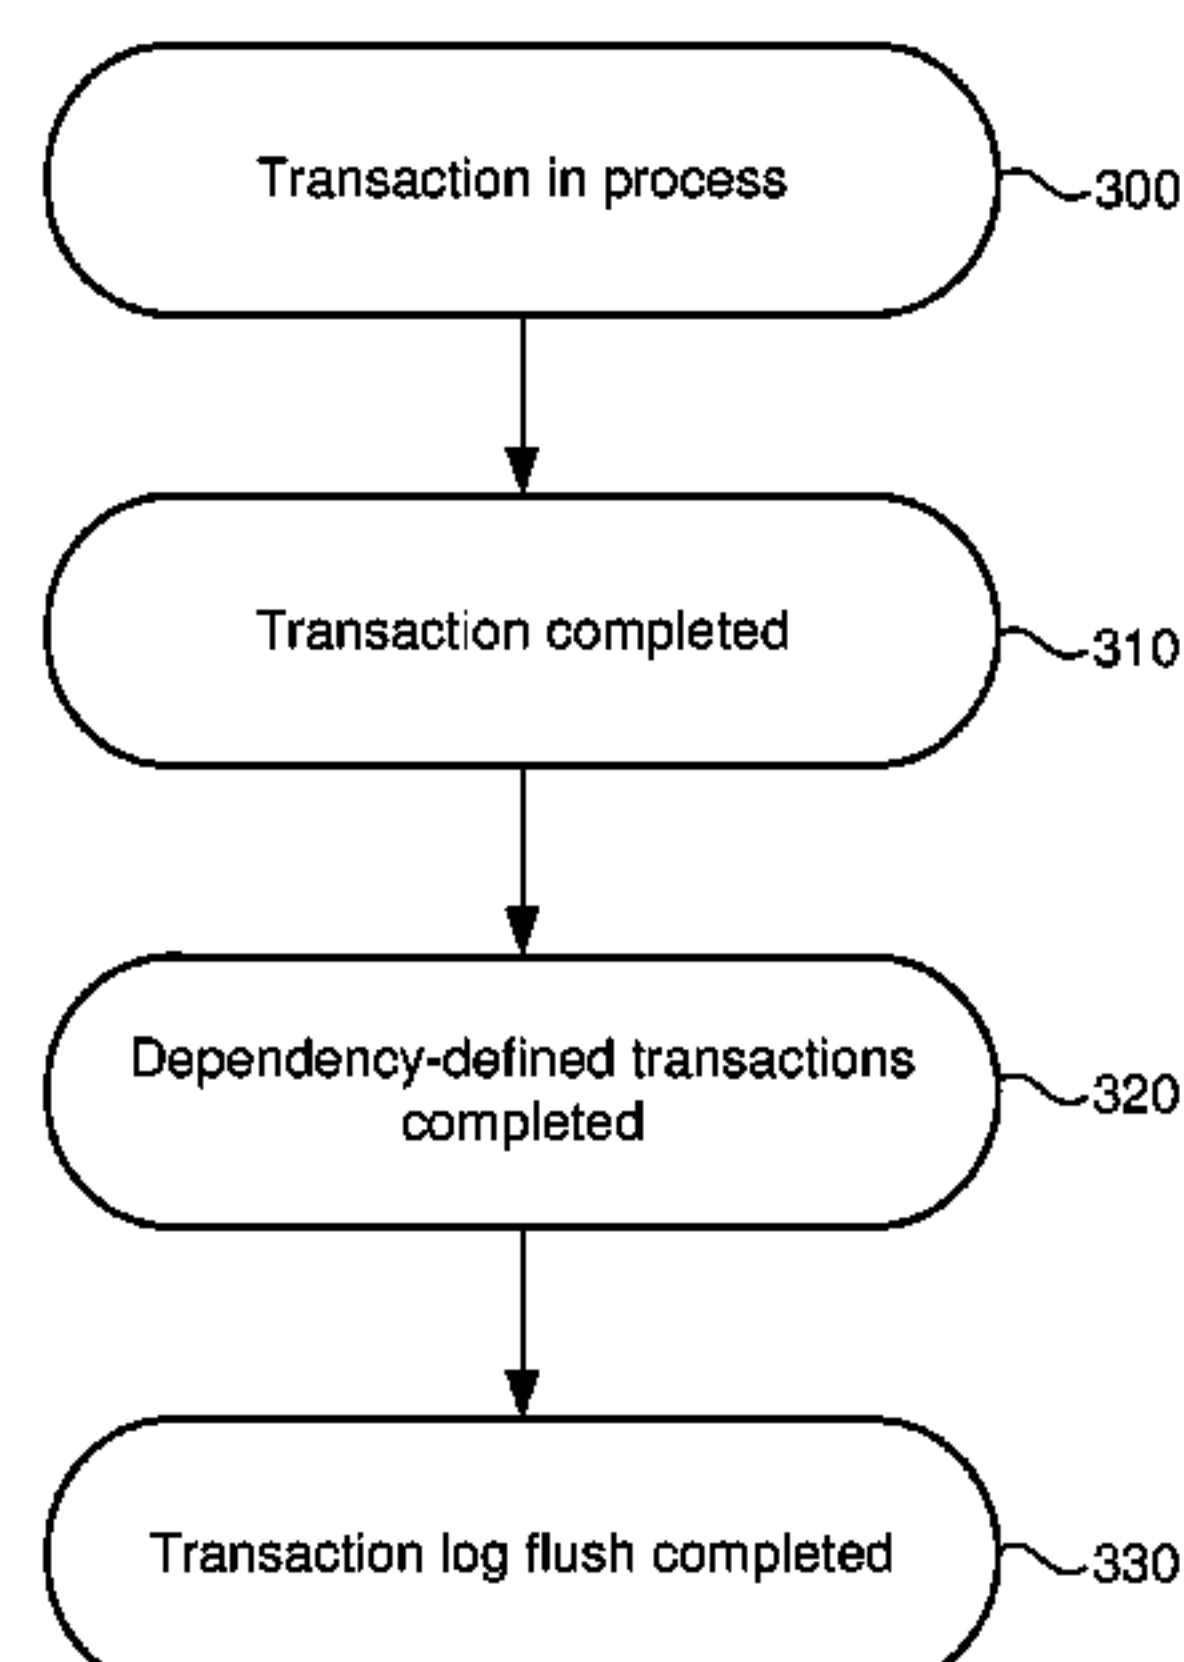 Transaction in process
300
Transaction completed
310
Dependency-defined transactions
completed
320
Transaction log flush completed
330